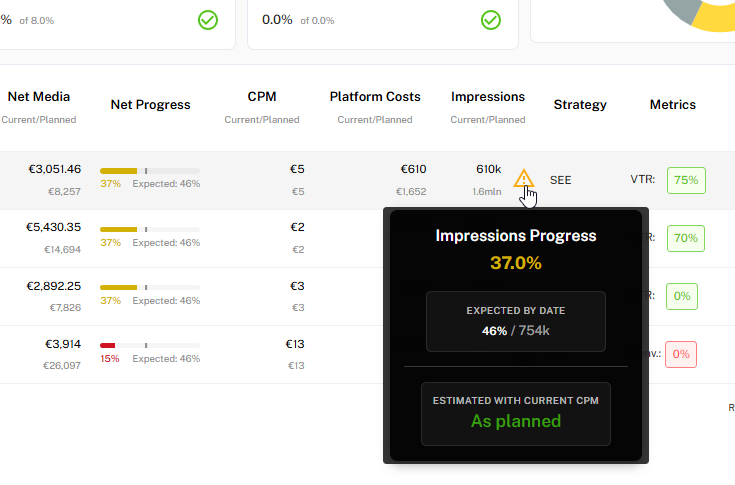 % of 8.0%
0.0% of 0.0%
Net Media Net Progress CPM Platform Costs Impressions Strategy Metrics
Current/Planned Current/Planned Current/Planned Current/Planned
€3,051.46 €5 €610 610k
37% Expected: 46% SEE VTR: 75%
€8,257 €5 €1,652 1.6mln
€5,430.35 €2
37% Expected: 46% R: 70%
€14,694 €2
€2,892.25 €3
37% Expected: 46% R: 0%
€7,826 €3
€3,914 €13
15% Expected: 46% w.: 0%
€26,097 €13
R
Impressions Progress
37.0%
EXPECTED BY DATE
46% / 754k
ESTIMATED WITH CURRENT CPM
As planned